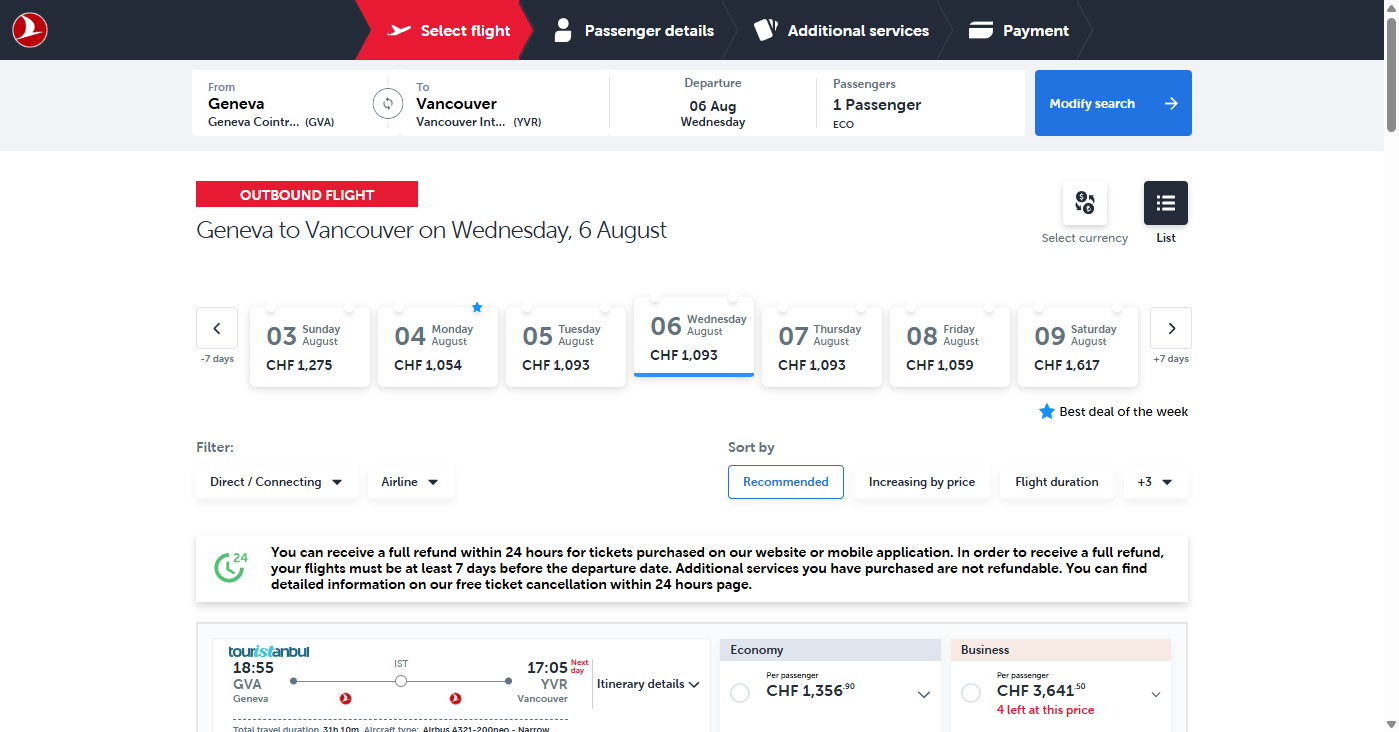 Select flight
Passenger details
Additional services
Payment
From
Geneva
Geneva Cointr... (GVA)
To
Vancouver
Vancouver Int... (YVR)
Departure
06 Aug
Wednesday
Passengers
1 Passenger
ECO
Modify search
OUTBOUND FLIGHT
Geneva to Vancouver on Wednesday, 6 August
Select currency
List
-7 days
03 Sunday August
CHF 1,275
04 Monday August
CHF 1,054
05 Tuesday August
CHF 1,093
06 Wednesday August
CHF 1,093
07 Thursday August
CHF 1,093
08 Friday August
CHF 1,059
09 Saturday August
CHF 1,617
+7 days
Best deal of the week
Filter:
Direct / Connecting
Airline
Sort by
Recommended
Increasing by price
Flight duration
+3
24
You can receive a full refund within 24 hours for tickets purchased on our website or mobile application. In order to receive a full refund,
your flights must be at least 7 days before the departure date. Additional services you have purchased are not refundable. You can find
detailed information on our free ticket cancellation within 24 hours page.
touristanbul
18:55
GVA
Geneva
IST
17:05 Next day
YVR
Vancouver
Itinerary details
Total travel duration 31h 10m Aircraft type: Airbus A321-200neo - Narrow
Economy
Per passenger
CHF 1,356.90
Business
Per passenger
CHF 3,641.50
4 left at this price